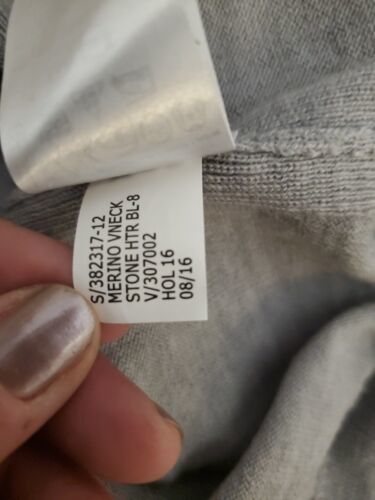 S/382317-12
MERINO VNECK
STONE HTR BL-8
V/307002
HOL 16
08/16